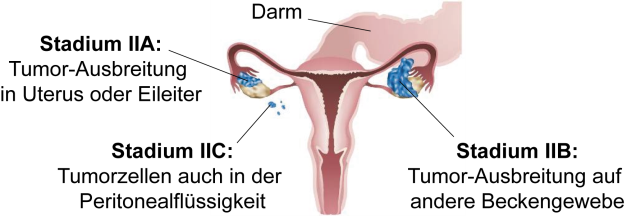 Darm
Stadium IIA:
Tumor-Ausbreitung
in Uterus oder Eileiter
Stadium IIC:
Tumorzellen auch in der
Peritonealflüssigkeit
Stadium IIB:
Tumor-Ausbreitung auf
andere Beckengewebe